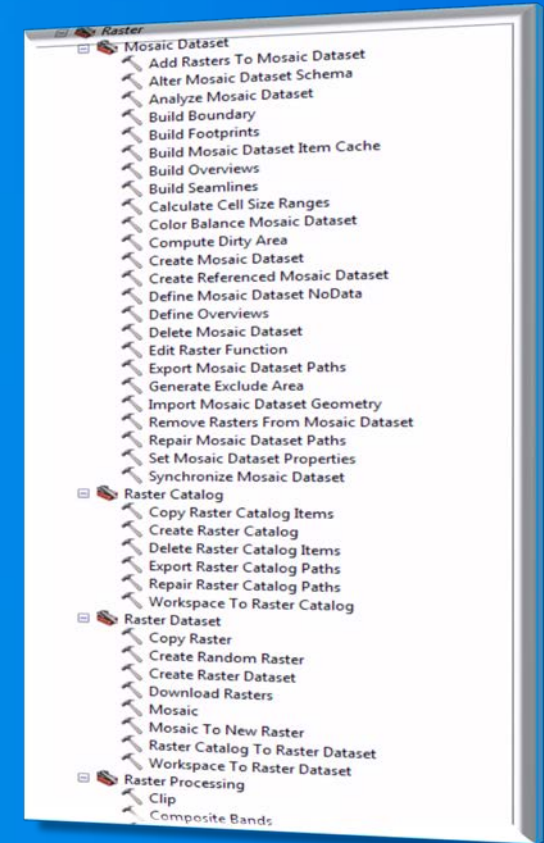 Raster
Mosaic Dataset
Add Rasters To Mosaic Dataset
Alter Mosaic Dataset Schema
Analyze Mosaic Dataset
Build Boundary
Build Footprints
Build Mosaic Dataset Item Cache
Build Overviews
Build Seamlines
Calculate Cell Size Ranges
Color Balance Mosaic Dataset
Compute Dirty Area
Create Mosaic Dataset
Create Referenced Mosaic Dataset
Define Mosaic Dataset NoData
Define Overviews
Delete Mosaic Dataset
Edit Raster Function
Export Mosaic Dataset Paths
Generate Exclude Area
Import Mosaic Dataset Geometry
Remove Rasters From Mosaic Dataset
Repair Mosaic Dataset Paths
Set Mosaic Dataset Properties
Synchronize Mosaic Dataset
Raster Catalog
Copy Raster Catalog Items
Create Raster Catalog
Delete Raster Catalog Items
Export Raster Catalog Paths
Repair Raster Catalog Paths
Workspace To Raster Catalog
Raster Dataset
Copy Raster
Create Random Raster
Create Raster Dataset
Download Rasters
Mosaic
Mosaic To New Raster
Raster Catalog To Raster Dataset
Workspace To Raster Dataset
Raster Processing
Clip
Composite Bands